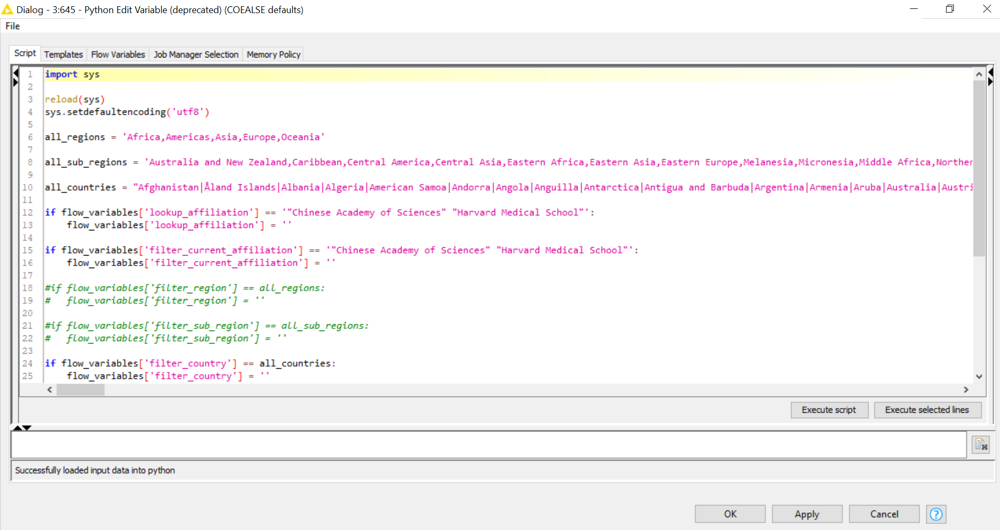 Dialog - 3:645 - Python Edit Variable (deprecated) (COEALSE defaults)
File
Script Templates Flow Variables Job Manager Selection Memory Policy
1 import sys
2
3 reload(sys)
4 sys.setdefaultencoding('utf8')
5
6 all_regions = 'Africa,Americas,Asia,Europe,Oceania'
7
8 all_sub_regions = 'Australia and New Zealand,Caribbean,Central America,Central Asia,Eastern Africa,Eastern Asia,Eastern Europe,Melanesia,Micronesia,Middle Africa,Norther
9
10 all_countries = "Afghanistan|Åland Islands|Albania|Algeria|American Samoa|Andorra|Angola|Anguilla|Antarctica|Antigua and Barbuda|Argentina|Armenia|Aruba|Australia|Austri
11
12 if flow_variables['lookup_affiliation'] == '"Chinese Academy of Sciences" "Harvard Medical School"':
13     flow_variables['lookup_affiliation'] = ''
14
15 if flow_variables['filter_current_affiliation'] == '"Chinese Academy of Sciences" "Harvard Medical School"':
16     flow_variables['filter_current_affiliation'] = ''
17
18 #if flow_variables['filter_region'] == all_regions:
19 #   flow_variables['filter_region'] = ''
20
21 #if flow_variables['filter_sub_region'] == all_sub_regions:
22 #   flow_variables['filter_sub_region'] = ''
23
24 if flow_variables['filter_country'] == all_countries:
25     flow_variables['filter_country'] = ''
Execute script Execute selected lines
Successfully loaded input data into python
OK Apply Cancel ?